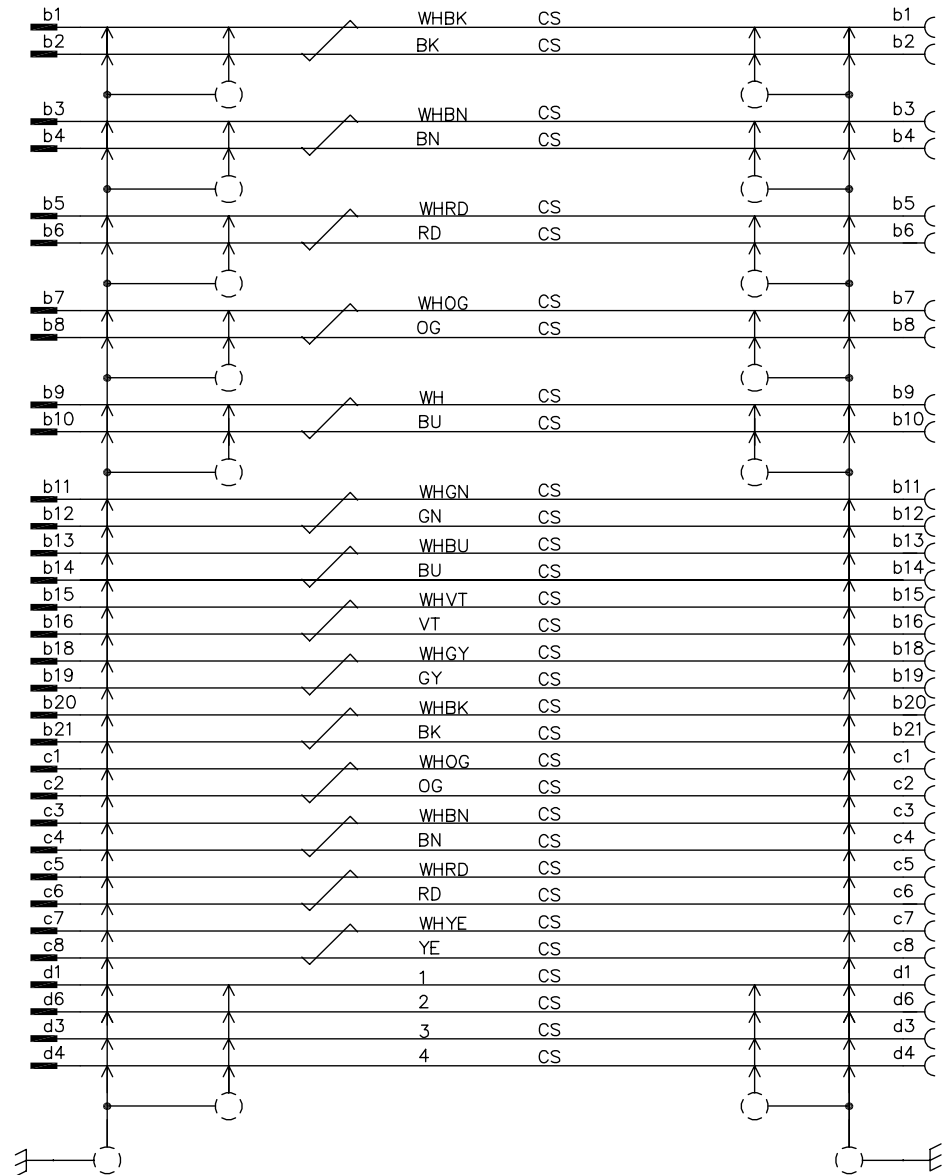 b1 WHBK CS b1
b2 BK CS b2
b3 WHBN CS b3
b4 BN CS b4
b5 WHRD CS b5
b6 RD CS b6
b7 WHOG CS b7
b8 OG CS b8
b9 WH CS b9
b10 BU CS b10
b11 WHGN CS b11
b12 GN CS b12
b13 WHBU CS b13
b14 BU CS b14
b15 WHVT CS b15
b16 VT CS b16
b18 WHGY CS b18
b19 GY CS b19
b20 WHBK CS b20
b21 BK CS b21
c1 WHOG CS c1
c2 OG CS c2
c3 WHBN CS c3
c4 BN CS c4
c5 WHRD CS c5
c6 RD CS c6
c7 WHYE CS c7
c8 YE CS c8
d1 1 CS d1
d6 2 CS d6
d3 3 CS d3
d4 4 CS d4